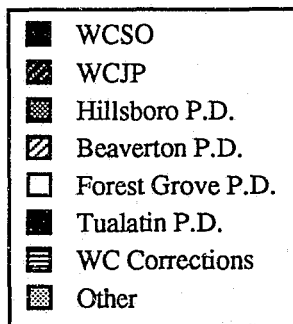 WCSO
WCJP
Hillsboro P.D.
Beaverton P.D.
Forest Grove P.D.
Tualatin P.D.
WC Corrections
Other